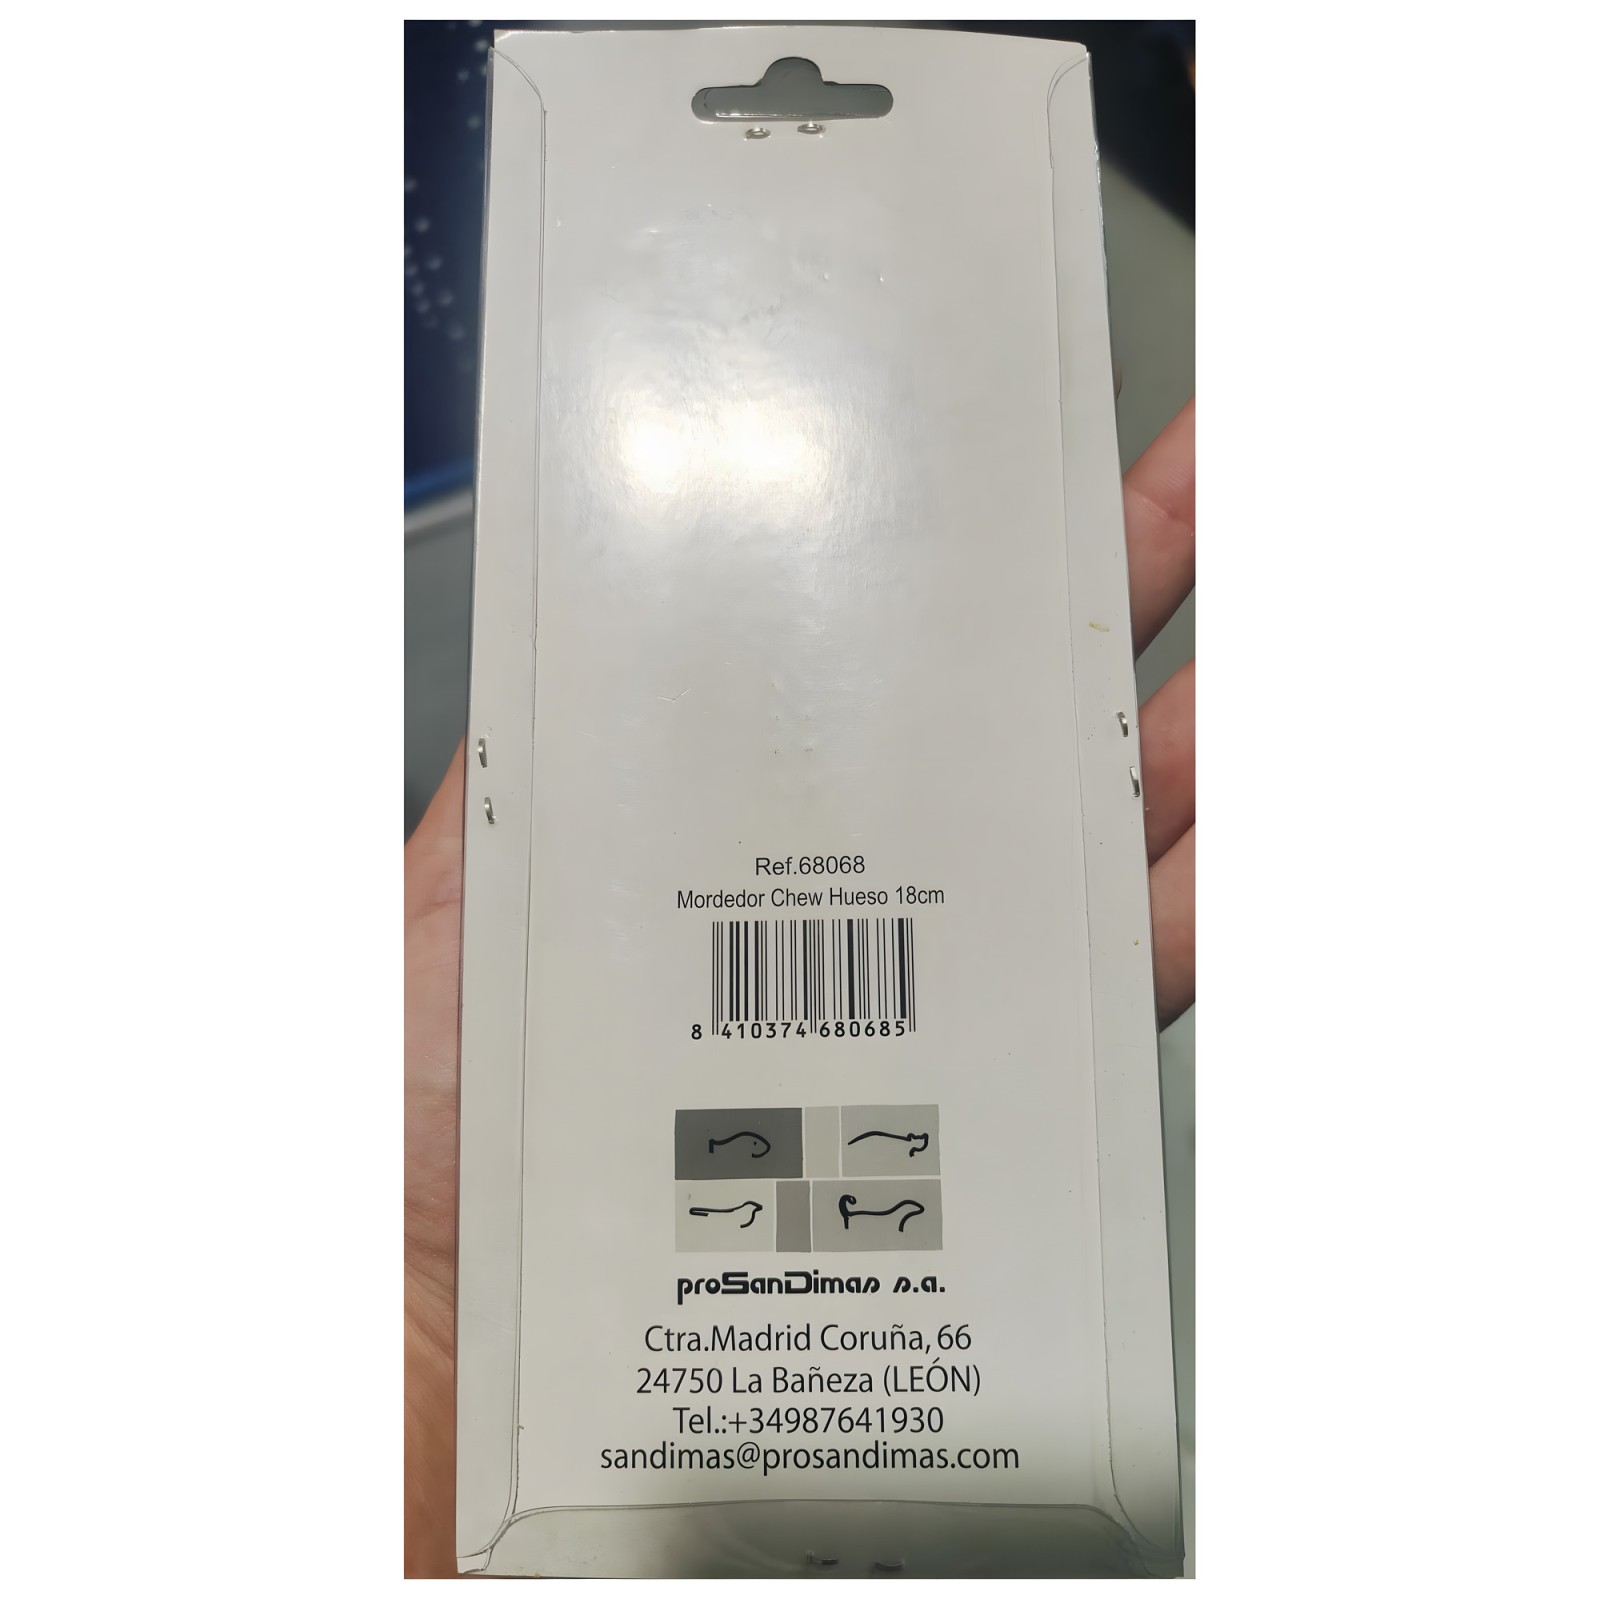 Ref.68068
Mordedor Chew Hueso 18cm
8 410374 680685
proSanDimas s.a.
Ctra.Madrid Coruña, 66
24750 La Bañeza (LEÓN)
Tel.:+34987641930
sandimas@prosandimas.com